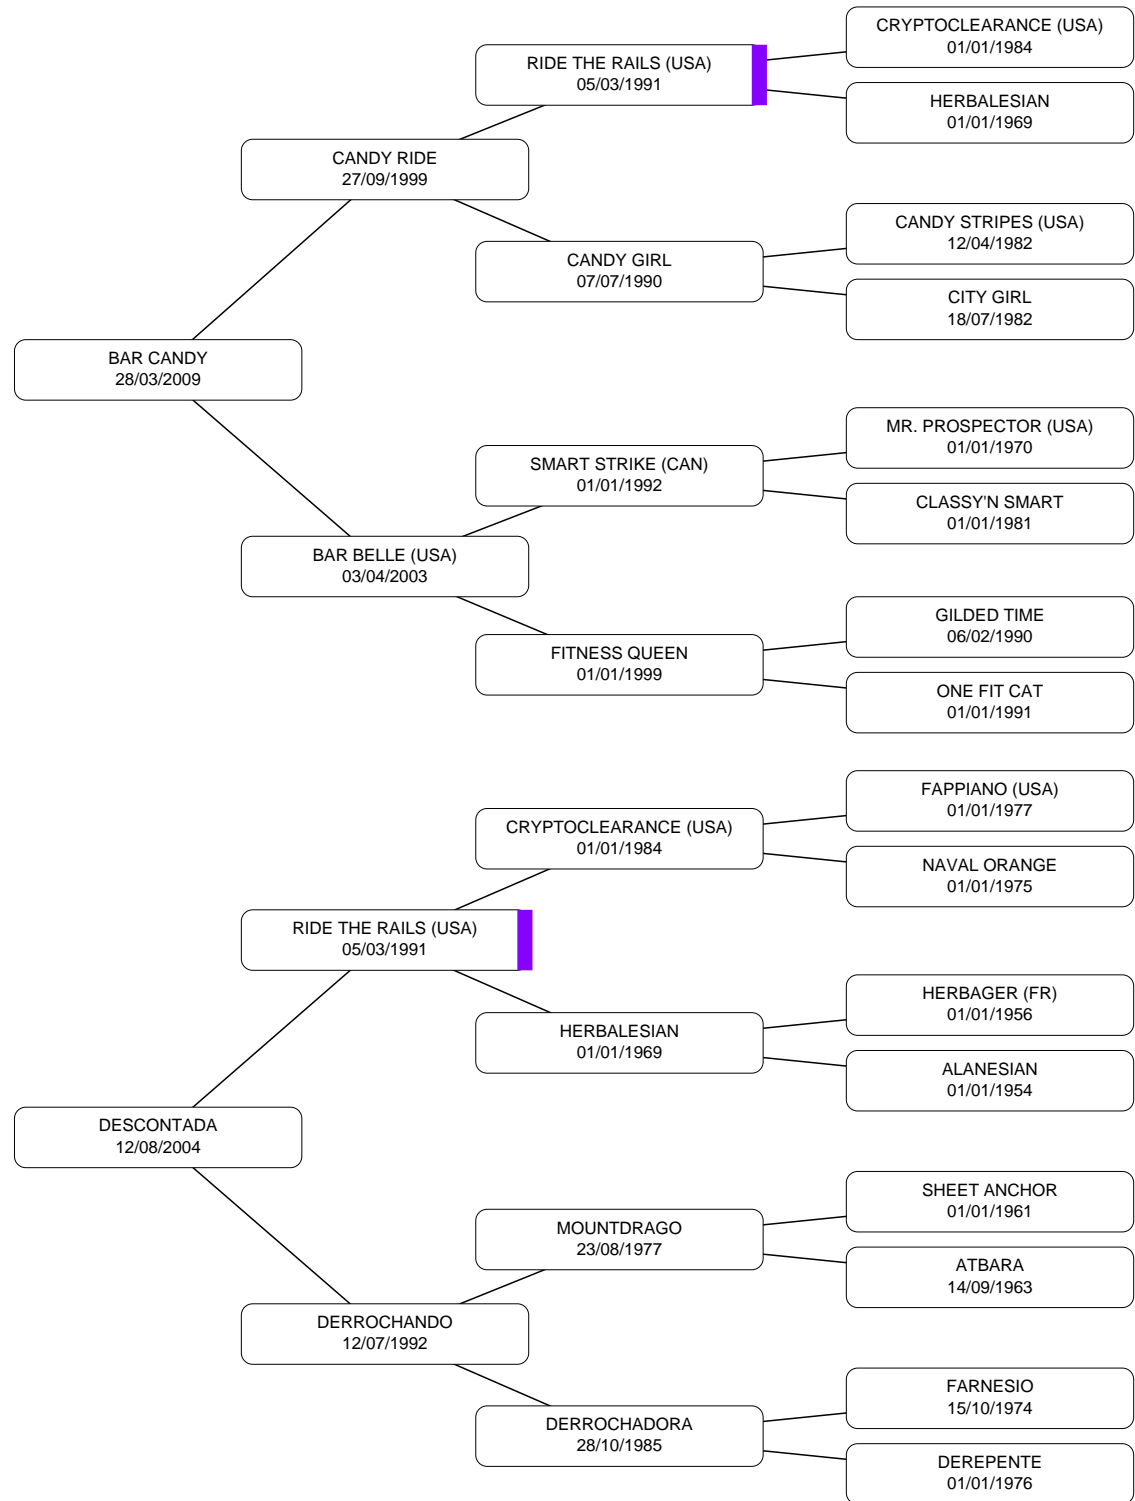 CRYPTOCLEARANCE (USA)
01/01/1984
RIDE THE RAILS (USA)
05/03/1991
HERBALESIAN
01/01/1969
CANDY RIDE
27/09/1999
CANDY STRIPES (USA)
12/04/1982
CANDY GIRL
07/07/1990
CITY GIRL
18/07/1982
BAR CANDY
28/03/2009
MR. PROSPECTOR (USA)
01/01/1970
SMART STRIKE (CAN)
01/01/1992
CLASSY'N SMART
01/01/1981
BAR BELLE (USA)
03/04/2003
GILDED TIME
06/02/1990
FITNESS QUEEN
01/01/1999
ONE FIT CAT
01/01/1991
FAPPIANO (USA)
01/01/1977
CRYPTOCLEARANCE (USA)
01/01/1984
NAVAL ORANGE
01/01/1975
RIDE THE RAILS (USA)
05/03/1991
HERBAGER (FR)
01/01/1956
HERBALESIAN
01/01/1969
ALANESIAN
01/01/1954
DESCONTADA
12/08/2004
SHEET ANCHOR
01/01/1961
MOUNTDRAGO
23/08/1977
ATBARA
14/09/1963
DERROCHANDO
12/07/1992
FARNESIO
15/10/1974
DERROCHADORA
28/10/1985
DEREPENTE
01/01/1976